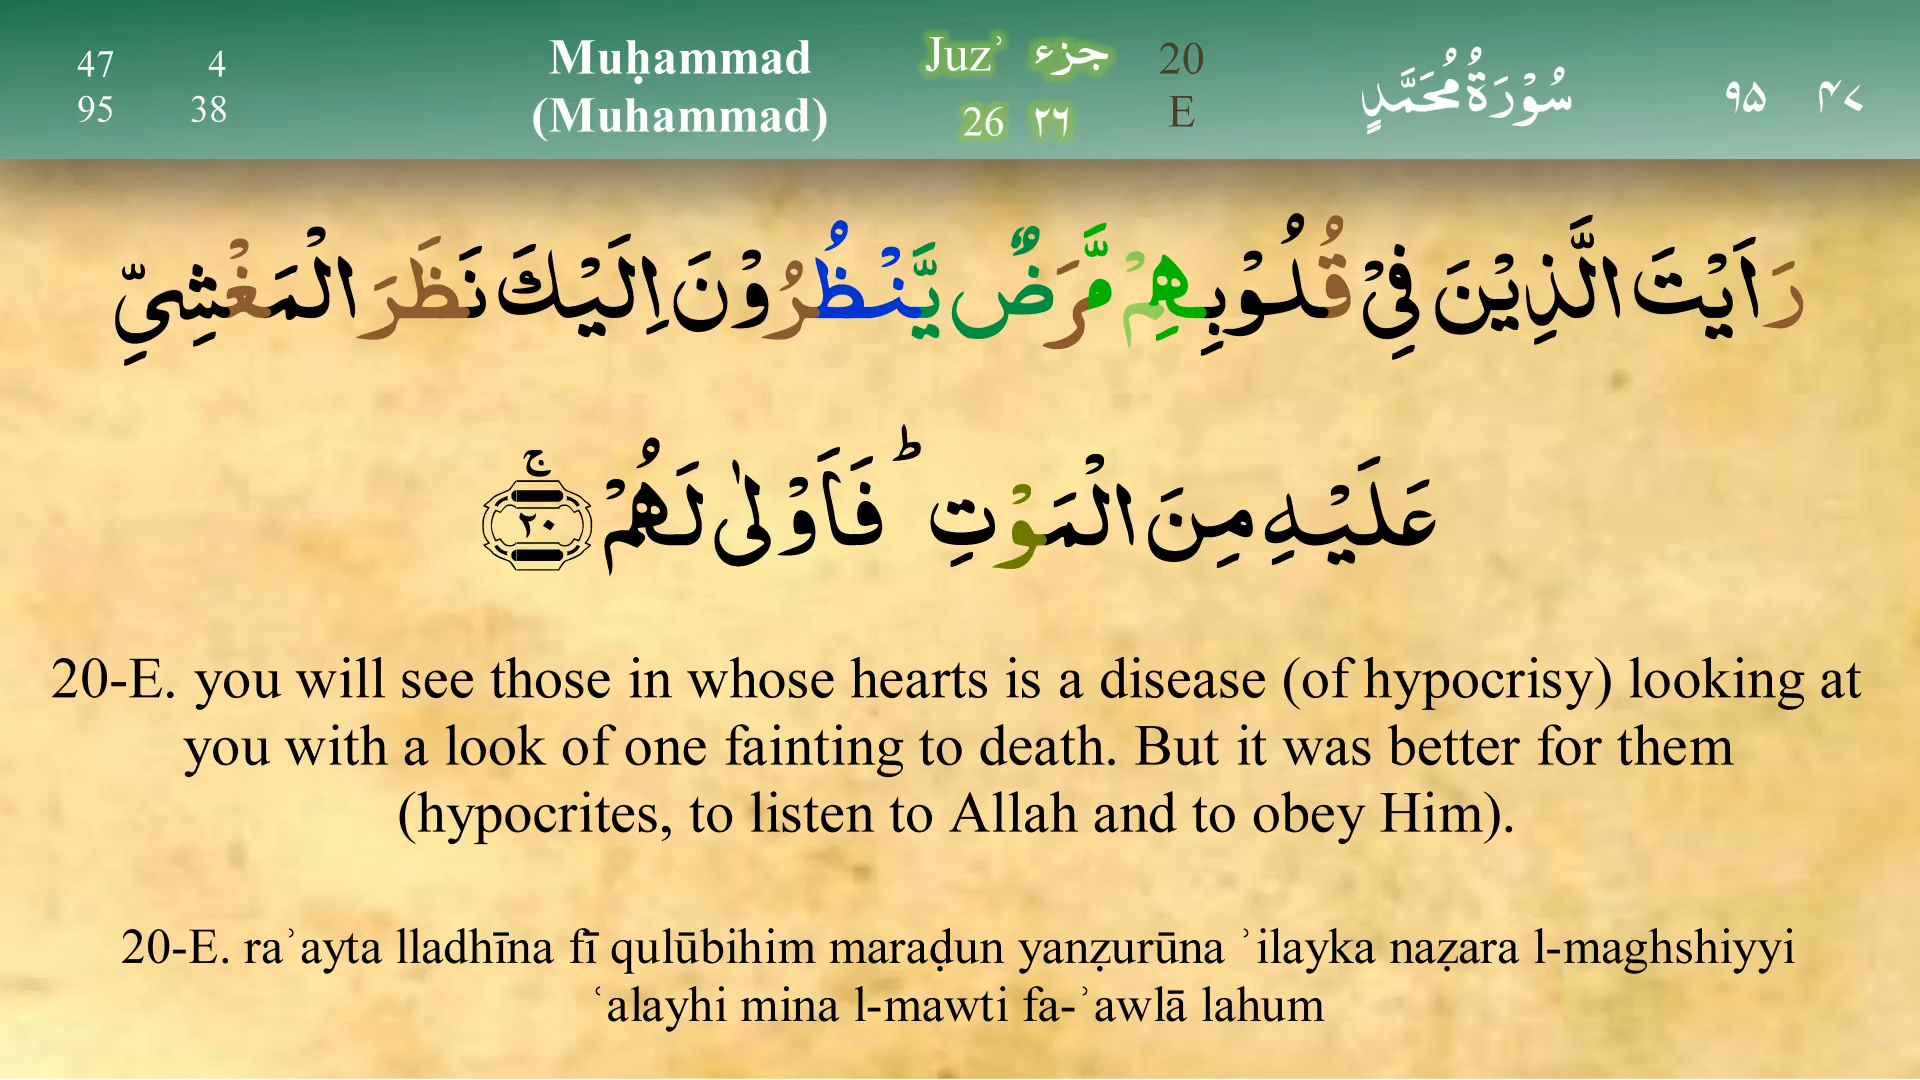 47 4 Muḥammad Juzʾ جزء 20 سُوْرَةُ مُحَمَّدٍ ٩۵ ۴٧
95 38 (Muhammad) 26 ٢٦ E
رَاَيْتَ الَّذِيْنَ فِىْ قُلُوْبِهِمْ مَّرَضٌ يَّنْظُرُوْنَ اِلَيْكَ نَظَرَ الْمَغْشِىِّ
عَلَيْهِ مِنَ الْمَوْتِ ؕ فَاَوْلٰى لَهُمْ ۚ ٢٠
20-E. you will see those in whose hearts is a disease (of hypocrisy) looking at
you with a look of one fainting to death. But it was better for them
(hypocrites, to listen to Allah and to obey Him).
20-E. raʾayta lladhīna fī qulūbihim maraḍun yanẓurūna ʾilayka naẓara l-maghshiyyi
ʿalayhi mina l-mawti fa-ʾawlā lahum